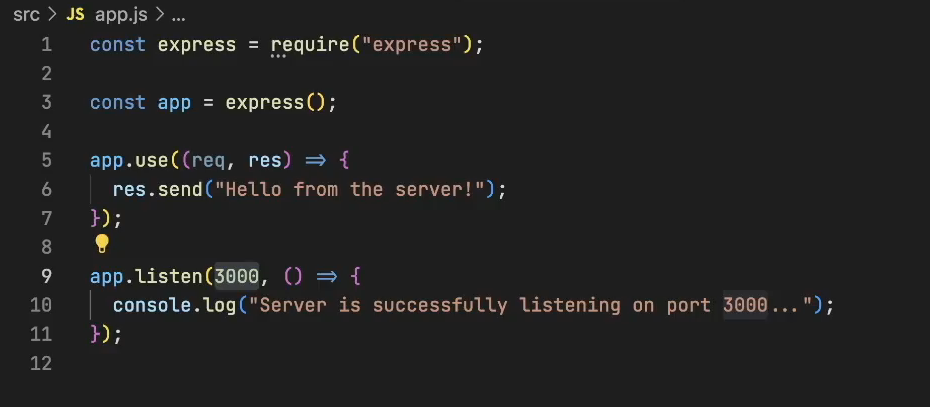 src > JS app.js > ...
1 const express = require("express");
2
3 const app = express();
4
5 app.use((req, res) => {
6   res.send("Hello from the server!");
7 });
8
9 app.listen(3000, () => {
10   console.log("Server is successfully listening on port 3000...");
11 });
12